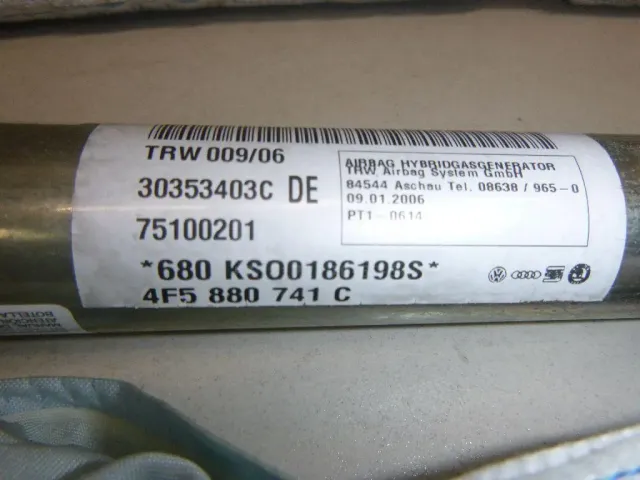 TRW 009/06
30353403C DE
75100201
*680 KSO0186198S*
4F5 880 741 C
AIRBAG HYBRIDGASGENERATOR
TRW Airbag System GmbH
84544 Aschau Tel. 08638 / 965-0
09.01.2006
PT1-0614